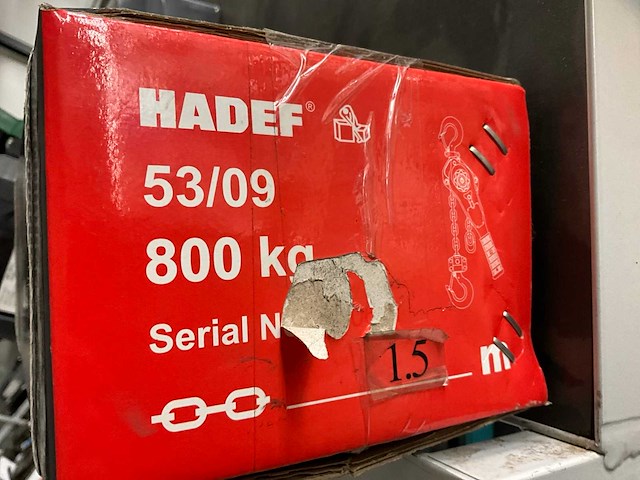 HADEF®
53/09
800 kg
Serial N
1.5 m